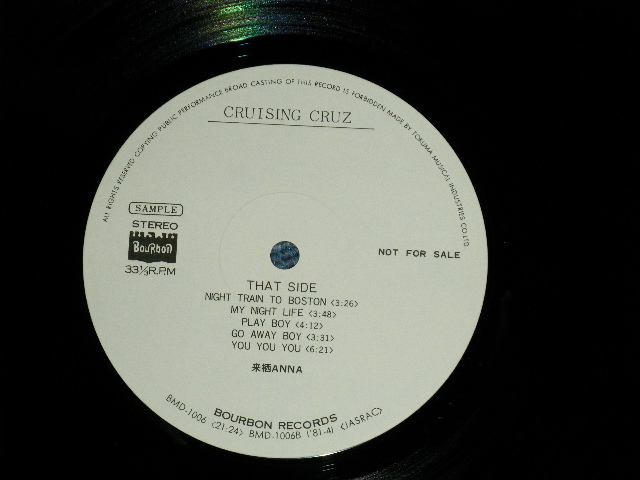 ALL RIGHTS RESERVED COPYING PUBLIC PERFORMANCE BROAD CASTING OF THIS RECORD IS FORBIDDEN MADE BY TOKUMA MUSICAL INDUSTRIES CO.LTD
CRUISING CRUZ
SAMPLE
STEREO
BOURBON
33⅓R.P.M
NOT FOR SALE
THAT SIDE
NIGHT TRAIN TO BOSTON <3:26>
MY NIGHT LIFE <3:48>
PLAY BOY <4:12>
GO AWAY BOY <3:31>
YOU YOU YOU <6:21>
来栖ANNA
BOURBON RECORDS
BMD-1006 <21:24> BMD-1006B ('81.4) <JASRAC>